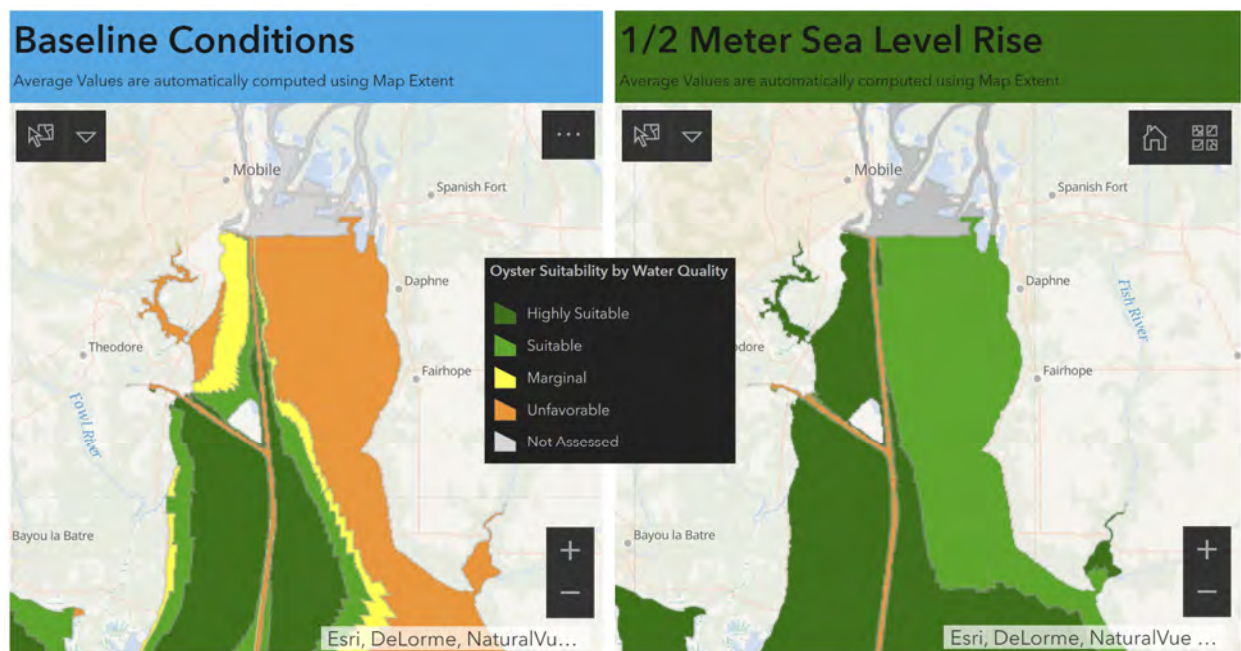 Baseline Conditions
Average Values are automatically computed using Map Extent
1/2 Meter Sea Level Rise
Average Values are automatically computed using Map Extent
...
Mobile
Spanish Fort
Daphne
Theodore
Fairhope
Fowl River
Bayou la Batre
+
−
Esri, DeLorme, NaturalVu...
Oyster Suitability by Water Quality
Highly Suitable
Suitable
Marginal
Unfavorable
Not Assessed
Mobile
Spanish Fort
Daphne
Fish River
dore
Fairhope
Bayou la Batre
+
−
Esri, DeLorme, NaturalVue ...